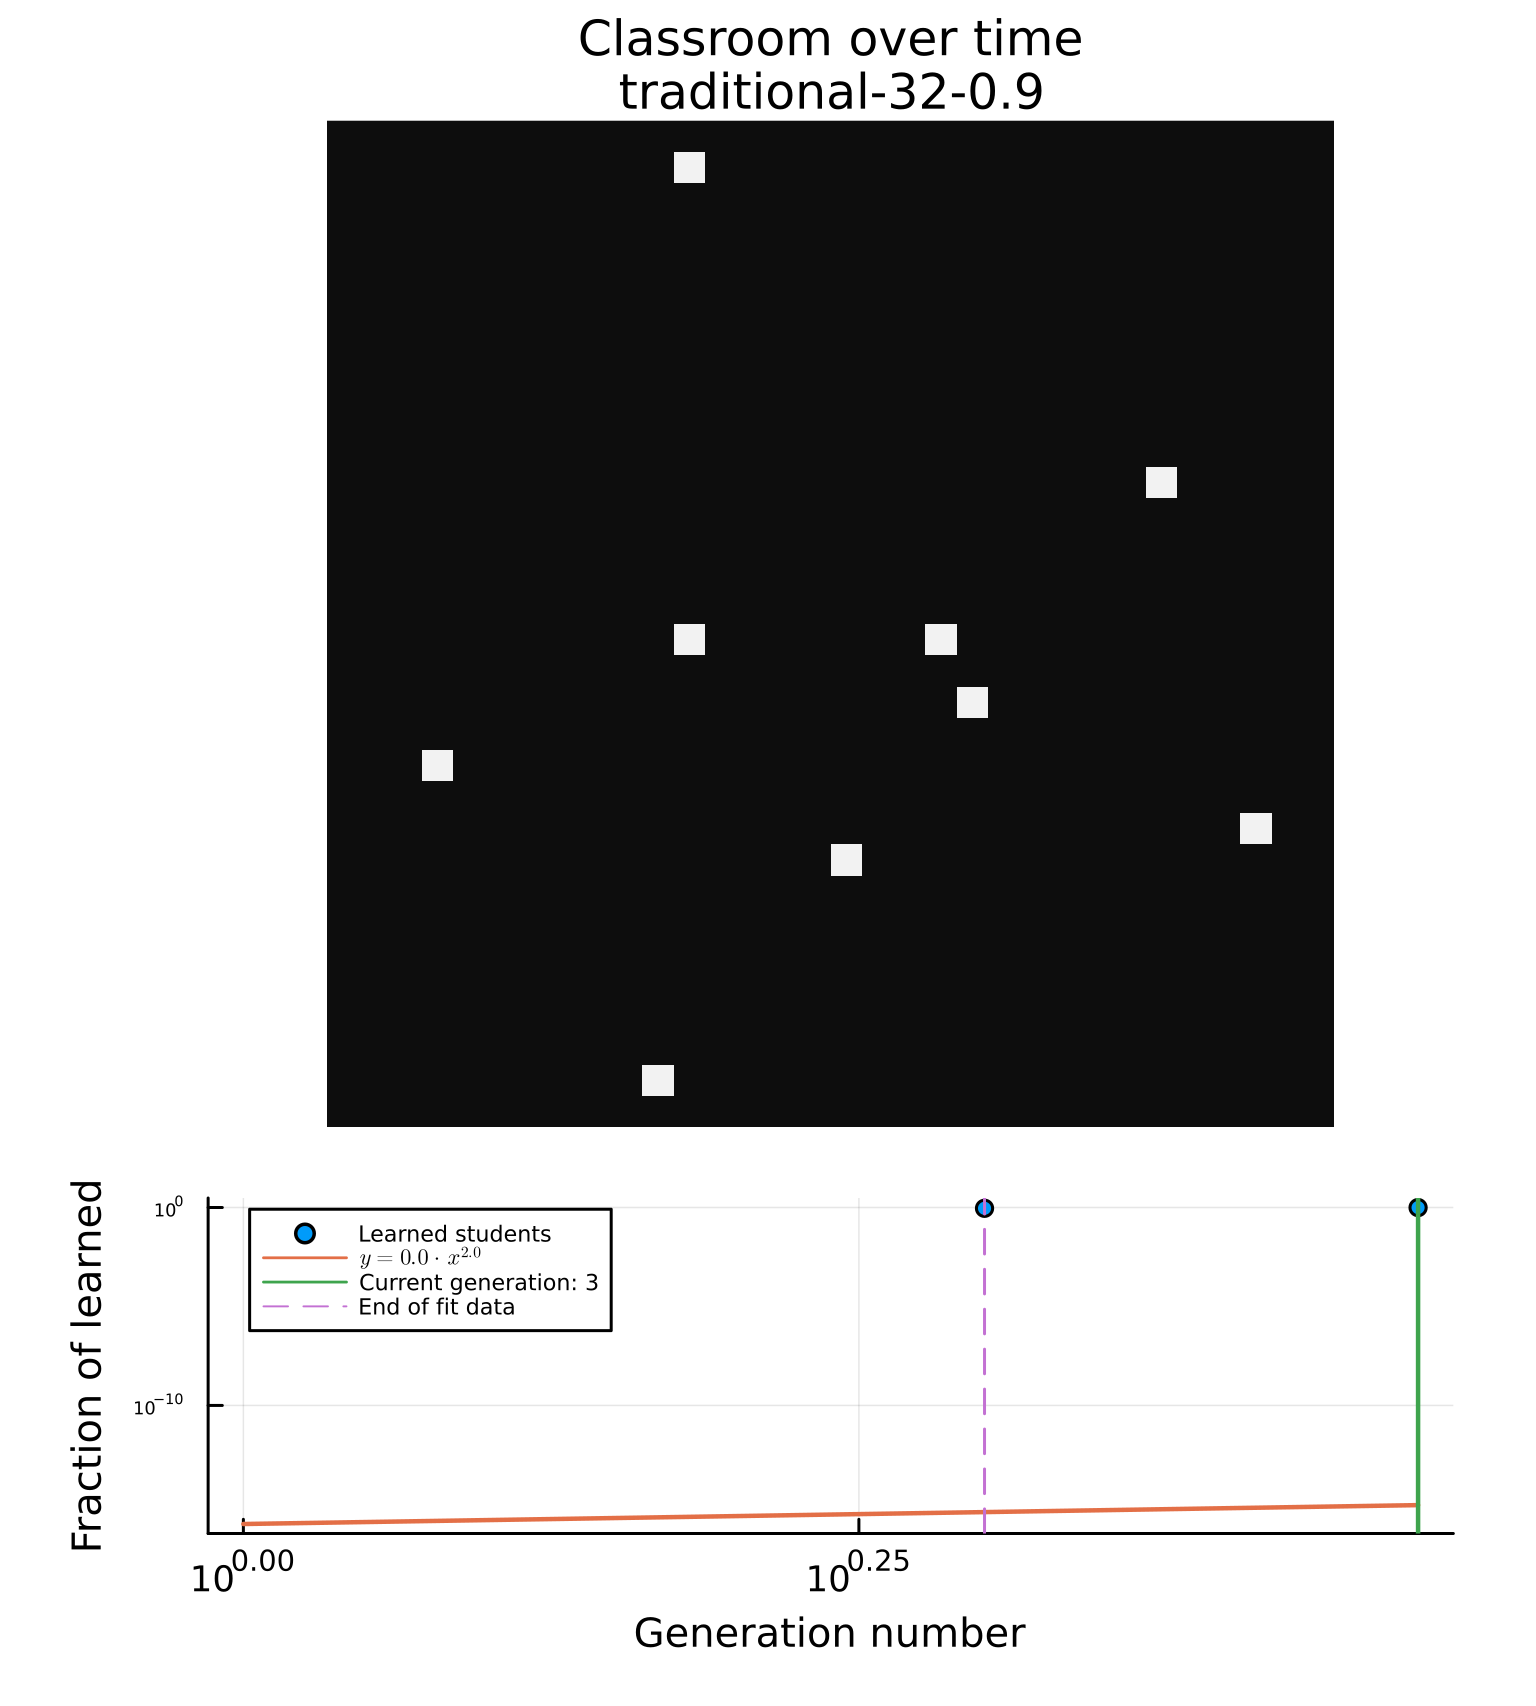 Classroom over time
traditional-32-0.9
Fraction of learned
10^0
10^−10
Learned students
y = 0.0 · x^2.0
Current generation: 3
End of fit data
10^0.00
10^0.25
Generation number